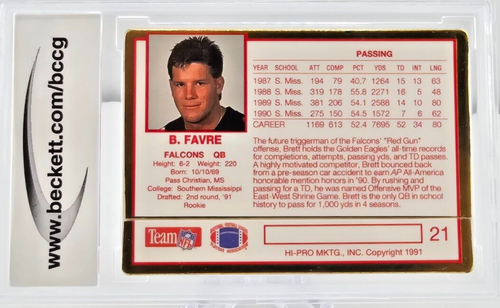 www.beckett.com/bccg
B. FAVRE
FALCONS QB
Height: 6-2 Weight: 220
Born: 10/10/69
Pass Christian, MS
College: Southern Mississippi
Drafted: 2nd round, '91
Rookie
PASSING
YEAR SCHOOL ATT COMP PCT YDS TD INT LNG
1987 S. Miss. 194 79 40.7 1264 15 13 63
1988 S. Miss. 319 178 55.8 2271 16 5 48
1989 S. Miss. 381 206 54.1 2588 14 10 80
1990 S. Miss. 275 150 54.5 1572 7 6 62
CAREER 1169 613 52.4 7695 52 34 80
The future triggerman of the Falcons' "Red Gun"
offense, Brett holds the Golden Eagles' all-time records
for completions, attempts, passing yds, and TD passes.
A highly motivated competitor, Brett bounced back
from a pre-season car accident to earn AP All-America
honorable mention honors in '90. By rushing and
passing for a TD, he was named Offensive MVP of the
East-West Shrine Game. Brett is the only QB in school
history to pass for 1,000 yds in 4 seasons.
Team NFL
21
HI-PRO MKTG., INC. Copyright 1991